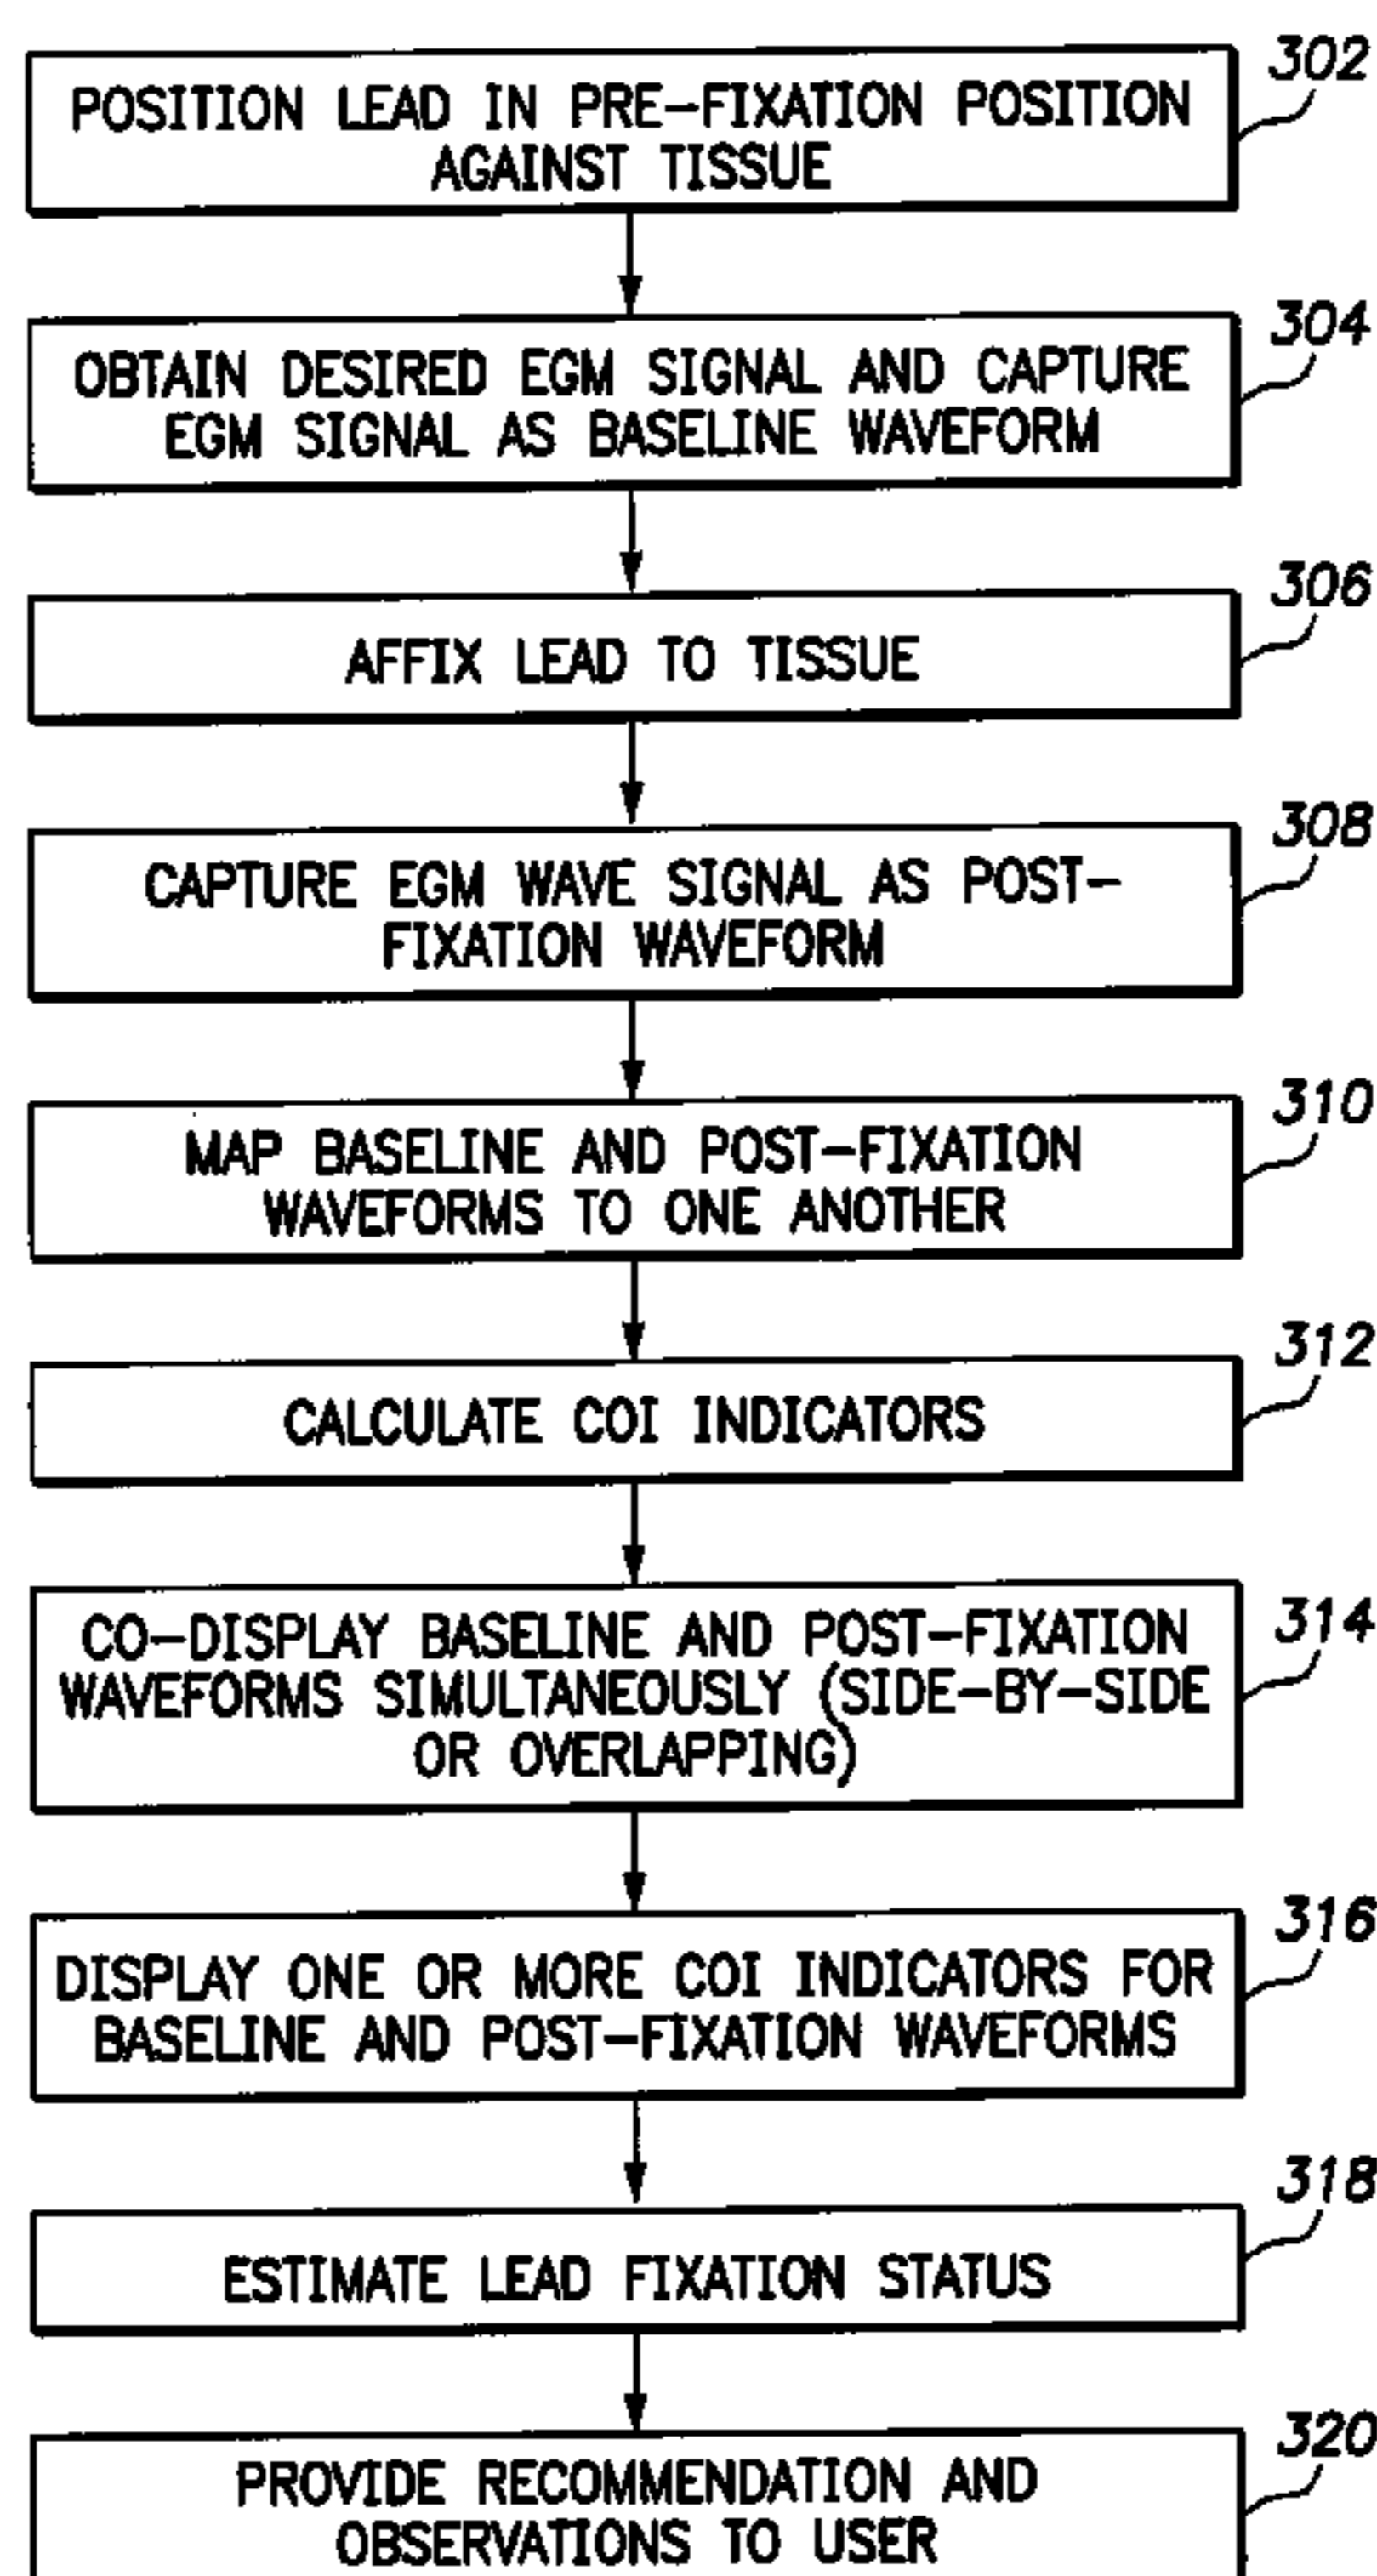 302
POSITION LEAD IN PRE-FIXATION POSITION
AGAINST TISSUE
304
OBTAIN DESIRED EGM SIGNAL AND CAPTURE
EGM SIGNAL AS BASELINE WAVEFORM
306
AFFIX LEAD TO TISSUE
308
CAPTURE EGM WAVE SIGNAL AS POST-
FIXATION WAVEFORM
310
MAP BASELINE AND POST-FIXATION
WAVEFORMS TO ONE ANOTHER
312
CALCULATE COI INDICATORS
314
CO-DISPLAY BASELINE AND POST-FIXATION
WAVEFORMS SIMULTANEOUSLY (SIDE-BY-SIDE
OR OVERLAPPING)
316
DISPLAY ONE OR MORE COI INDICATORS FOR
BASELINE AND POST-FIXATION WAVEFORMS
318
ESTIMATE LEAD FIXATION STATUS
320
PROVIDE RECOMMENDATION AND
OBSERVATIONS TO USER